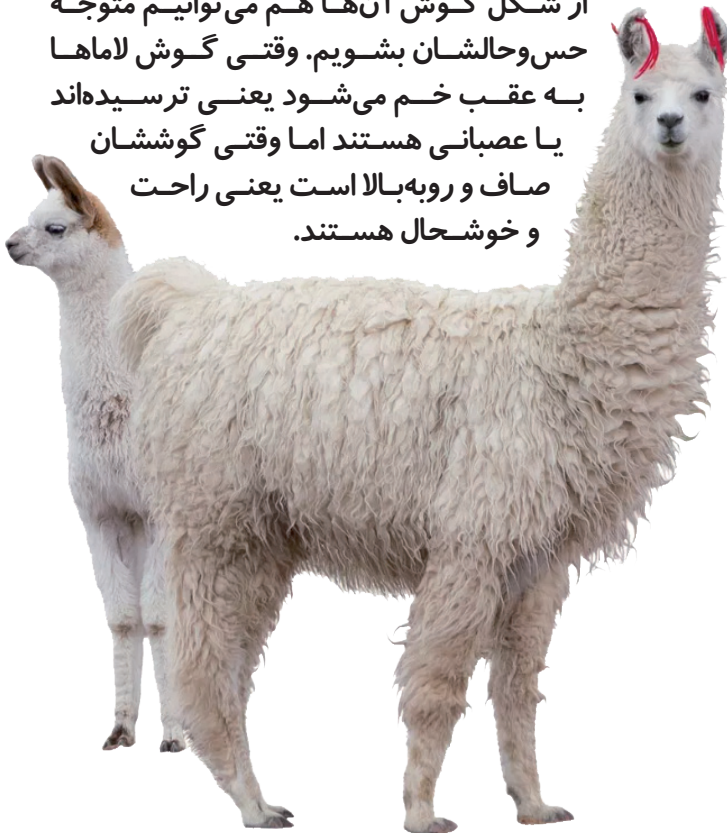 از شکل گوش آن‌ها هم می‌توانیم متوجه
حس‌وحالشان بشویم. وقتی گوش لاماها
به عقب خم می‌شود یعنی ترسیده‌اند
یا عصبانی هستند اما وقتی گوششان
صاف و روبه‌بالا است یعنی راحت
و خوشحال هستند.